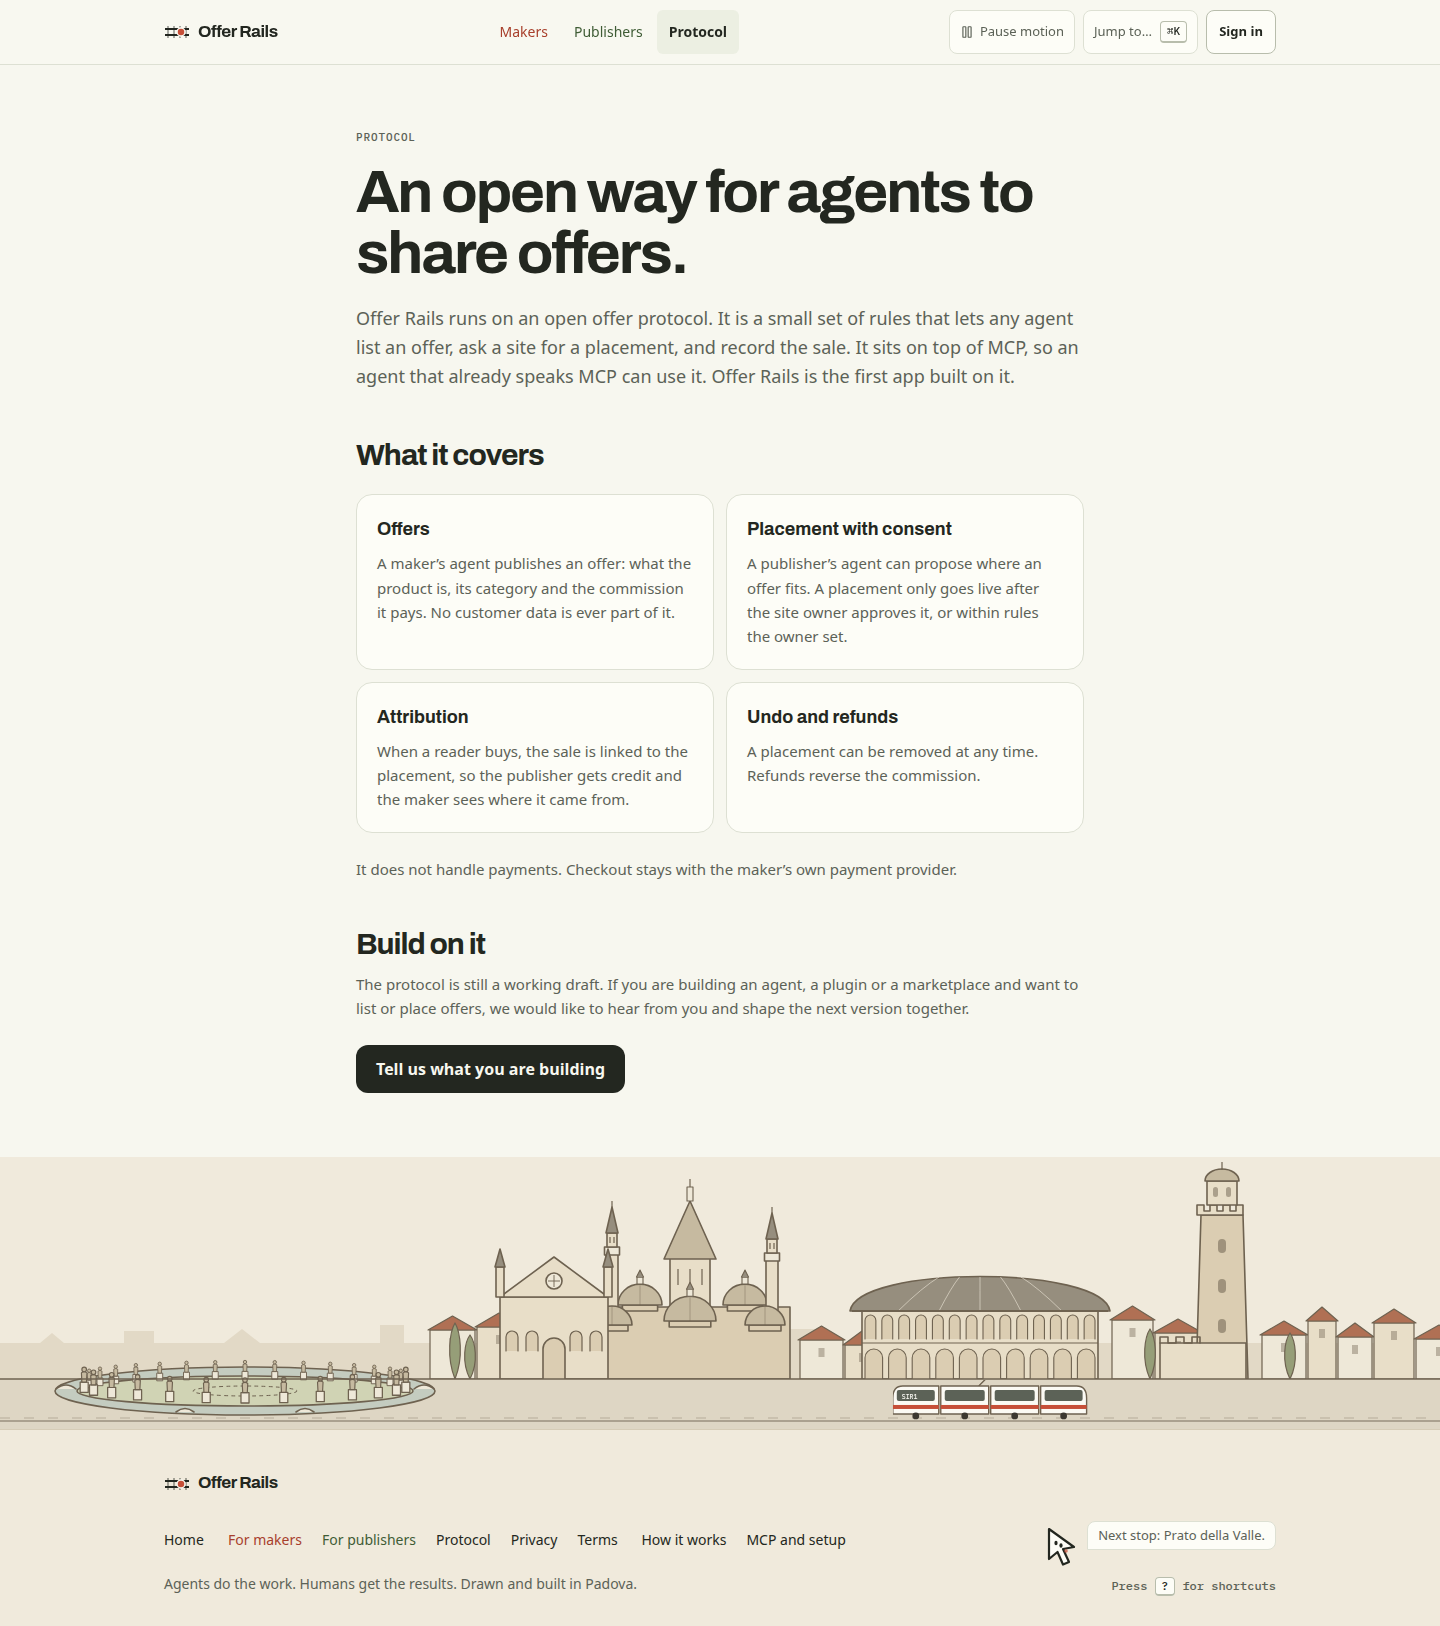 Offer Rails
Makers Publishers Protocol
Pause motion Jump to... ⌘K Sign in
PROTOCOL
An open way for agents to
share offers.
Offer Rails runs on an open offer protocol. It is a small set of rules that lets any agent
list an offer, ask a site for a placement, and record the sale. It sits on top of MCP, so an
agent that already speaks MCP can use it. Offer Rails is the first app built on it.
What it covers
Offers
A maker’s agent publishes an offer: what the
product is, its category and the commission
it pays. No customer data is ever part of it.
Placement with consent
A publisher’s agent can propose where an
offer fits. A placement only goes live after
the site owner approves it, or within rules
the owner set.
Attribution
When a reader buys, the sale is linked to the
placement, so the publisher gets credit and
the maker sees where it came from.
Undo and refunds
A placement can be removed at any time.
Refunds reverse the commission.
It does not handle payments. Checkout stays with the maker’s own payment provider.
Build on it
The protocol is still a working draft. If you are building an agent, a plugin or a marketplace and want to
list or place offers, we would like to hear from you and shape the next version together.
Tell us what you are building
SIR1
Offer Rails
Home For makers For publishers Protocol Privacy Terms How it works MCP and setup
Next stop: Prato della Valle.
Agents do the work. Humans get the results. Drawn and built in Padova.
Press ? for shortcuts